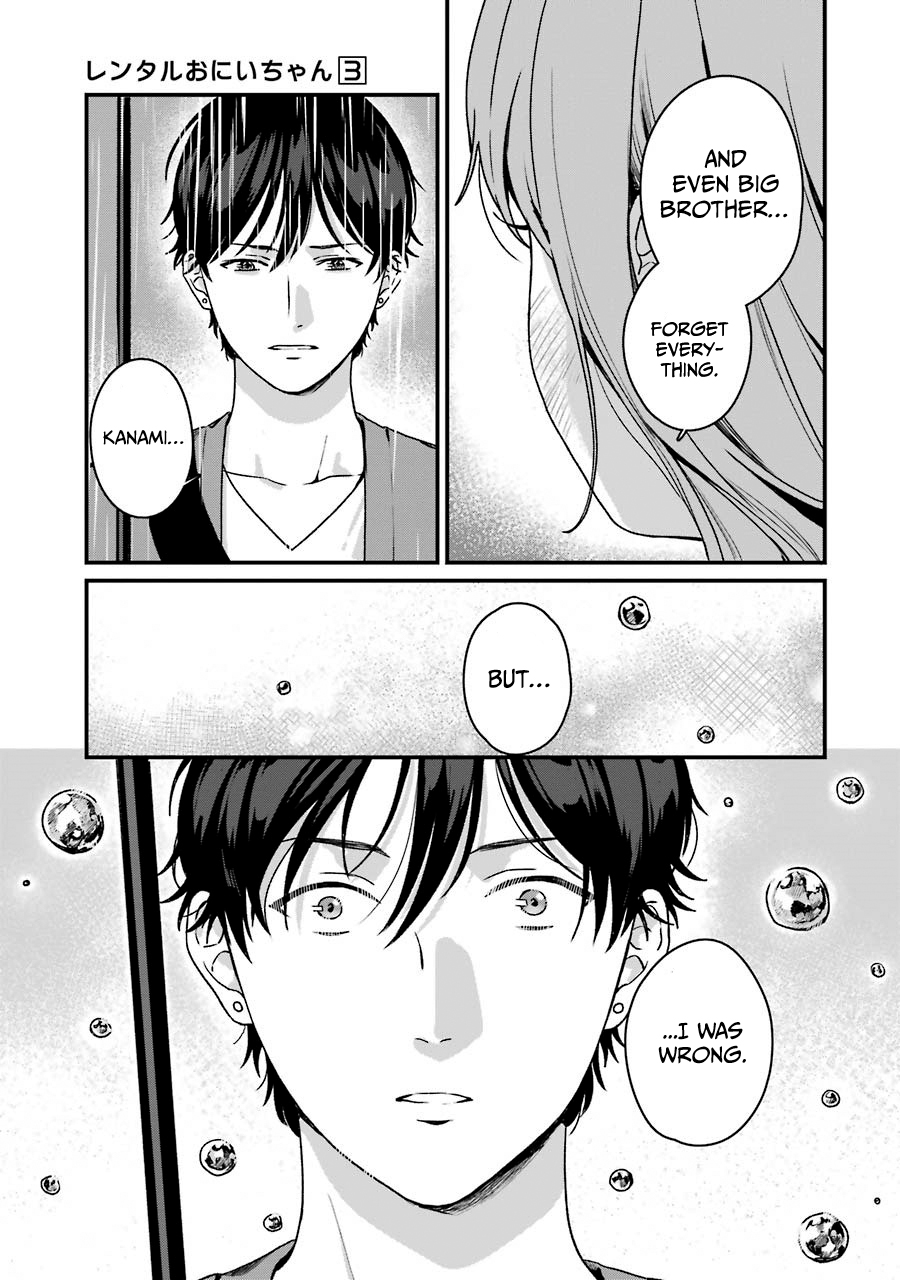 レンタルおにいちゃん 3
AND
EVEN BIG
BROTHER...
FORGET
EVERY-
THING.
KANAMI...
BUT...
...I WAS
WRONG.